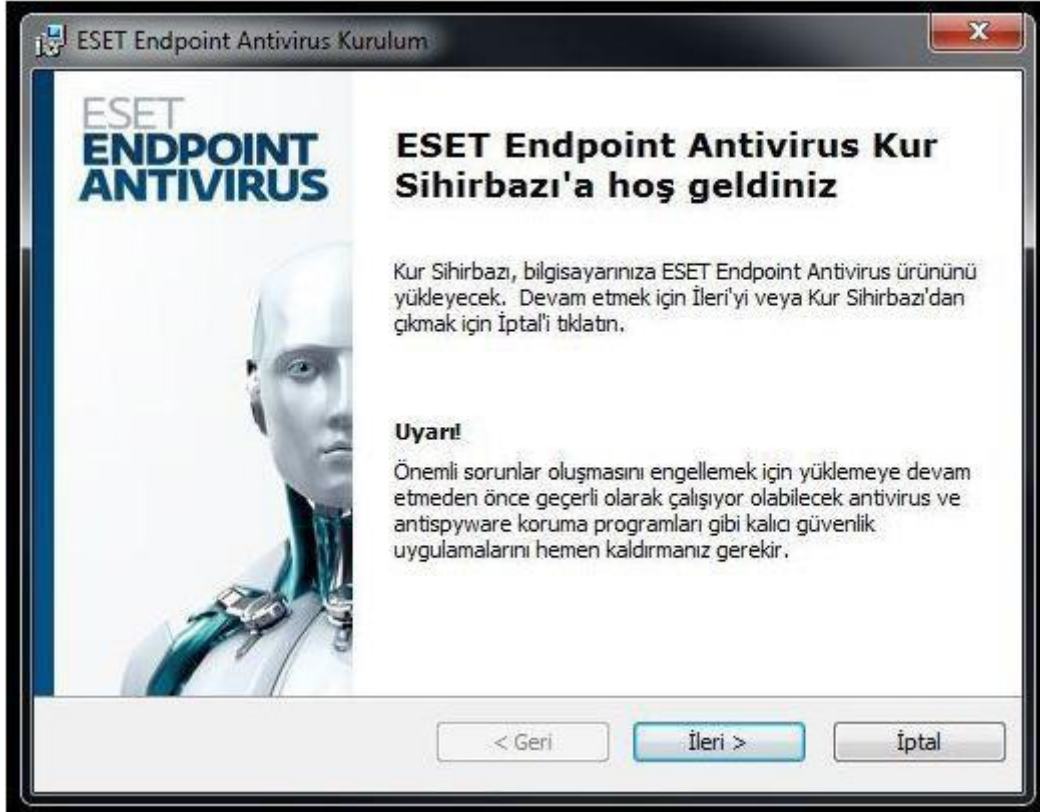 ESET Endpoint Antivirus Kurulum
ESET
ENDPOINT
ANTIVIRUS
ESET Endpoint Antivirus Kur
Sihirbazı'a hoş geldiniz
Kur Sihirbazı, bilgisayarınıza ESET Endpoint Antivirus ürününü
yükleyecek. Devam etmek için İleri'yi veya Kur Sihirbazı'dan
çıkmak için İptal'i tıklatın.
Uyarı!
Önemli sorunlar oluşmasını engellemek için yüklemeye devam
etmeden önce geçerli olarak çalışıyor olabilecek antivirus ve
antispyware koruma programları gibi kalıcı güvenlik
uygulamalarını hemen kaldırmanız gerekir.
< Geri
İleri >
İptal